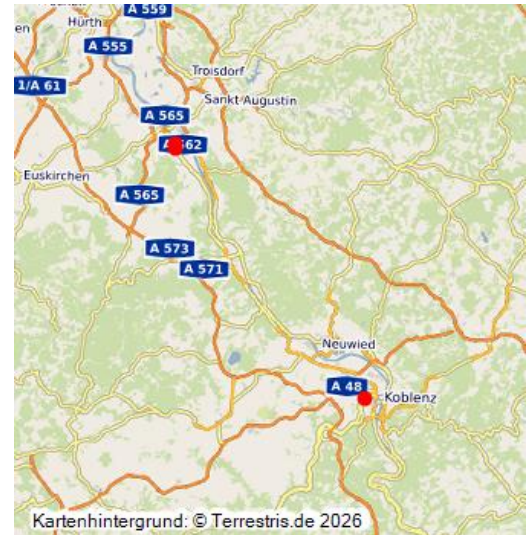 A 559
Hürth
A 555
Troisdorf
1/A 61
Sankt Augustin
A 565
A 562
Euskirchen
A 565
A 573
A 571
Neuwied
A 48
Koblenz
Kartenhintergrund: © Terrestris.de 2026